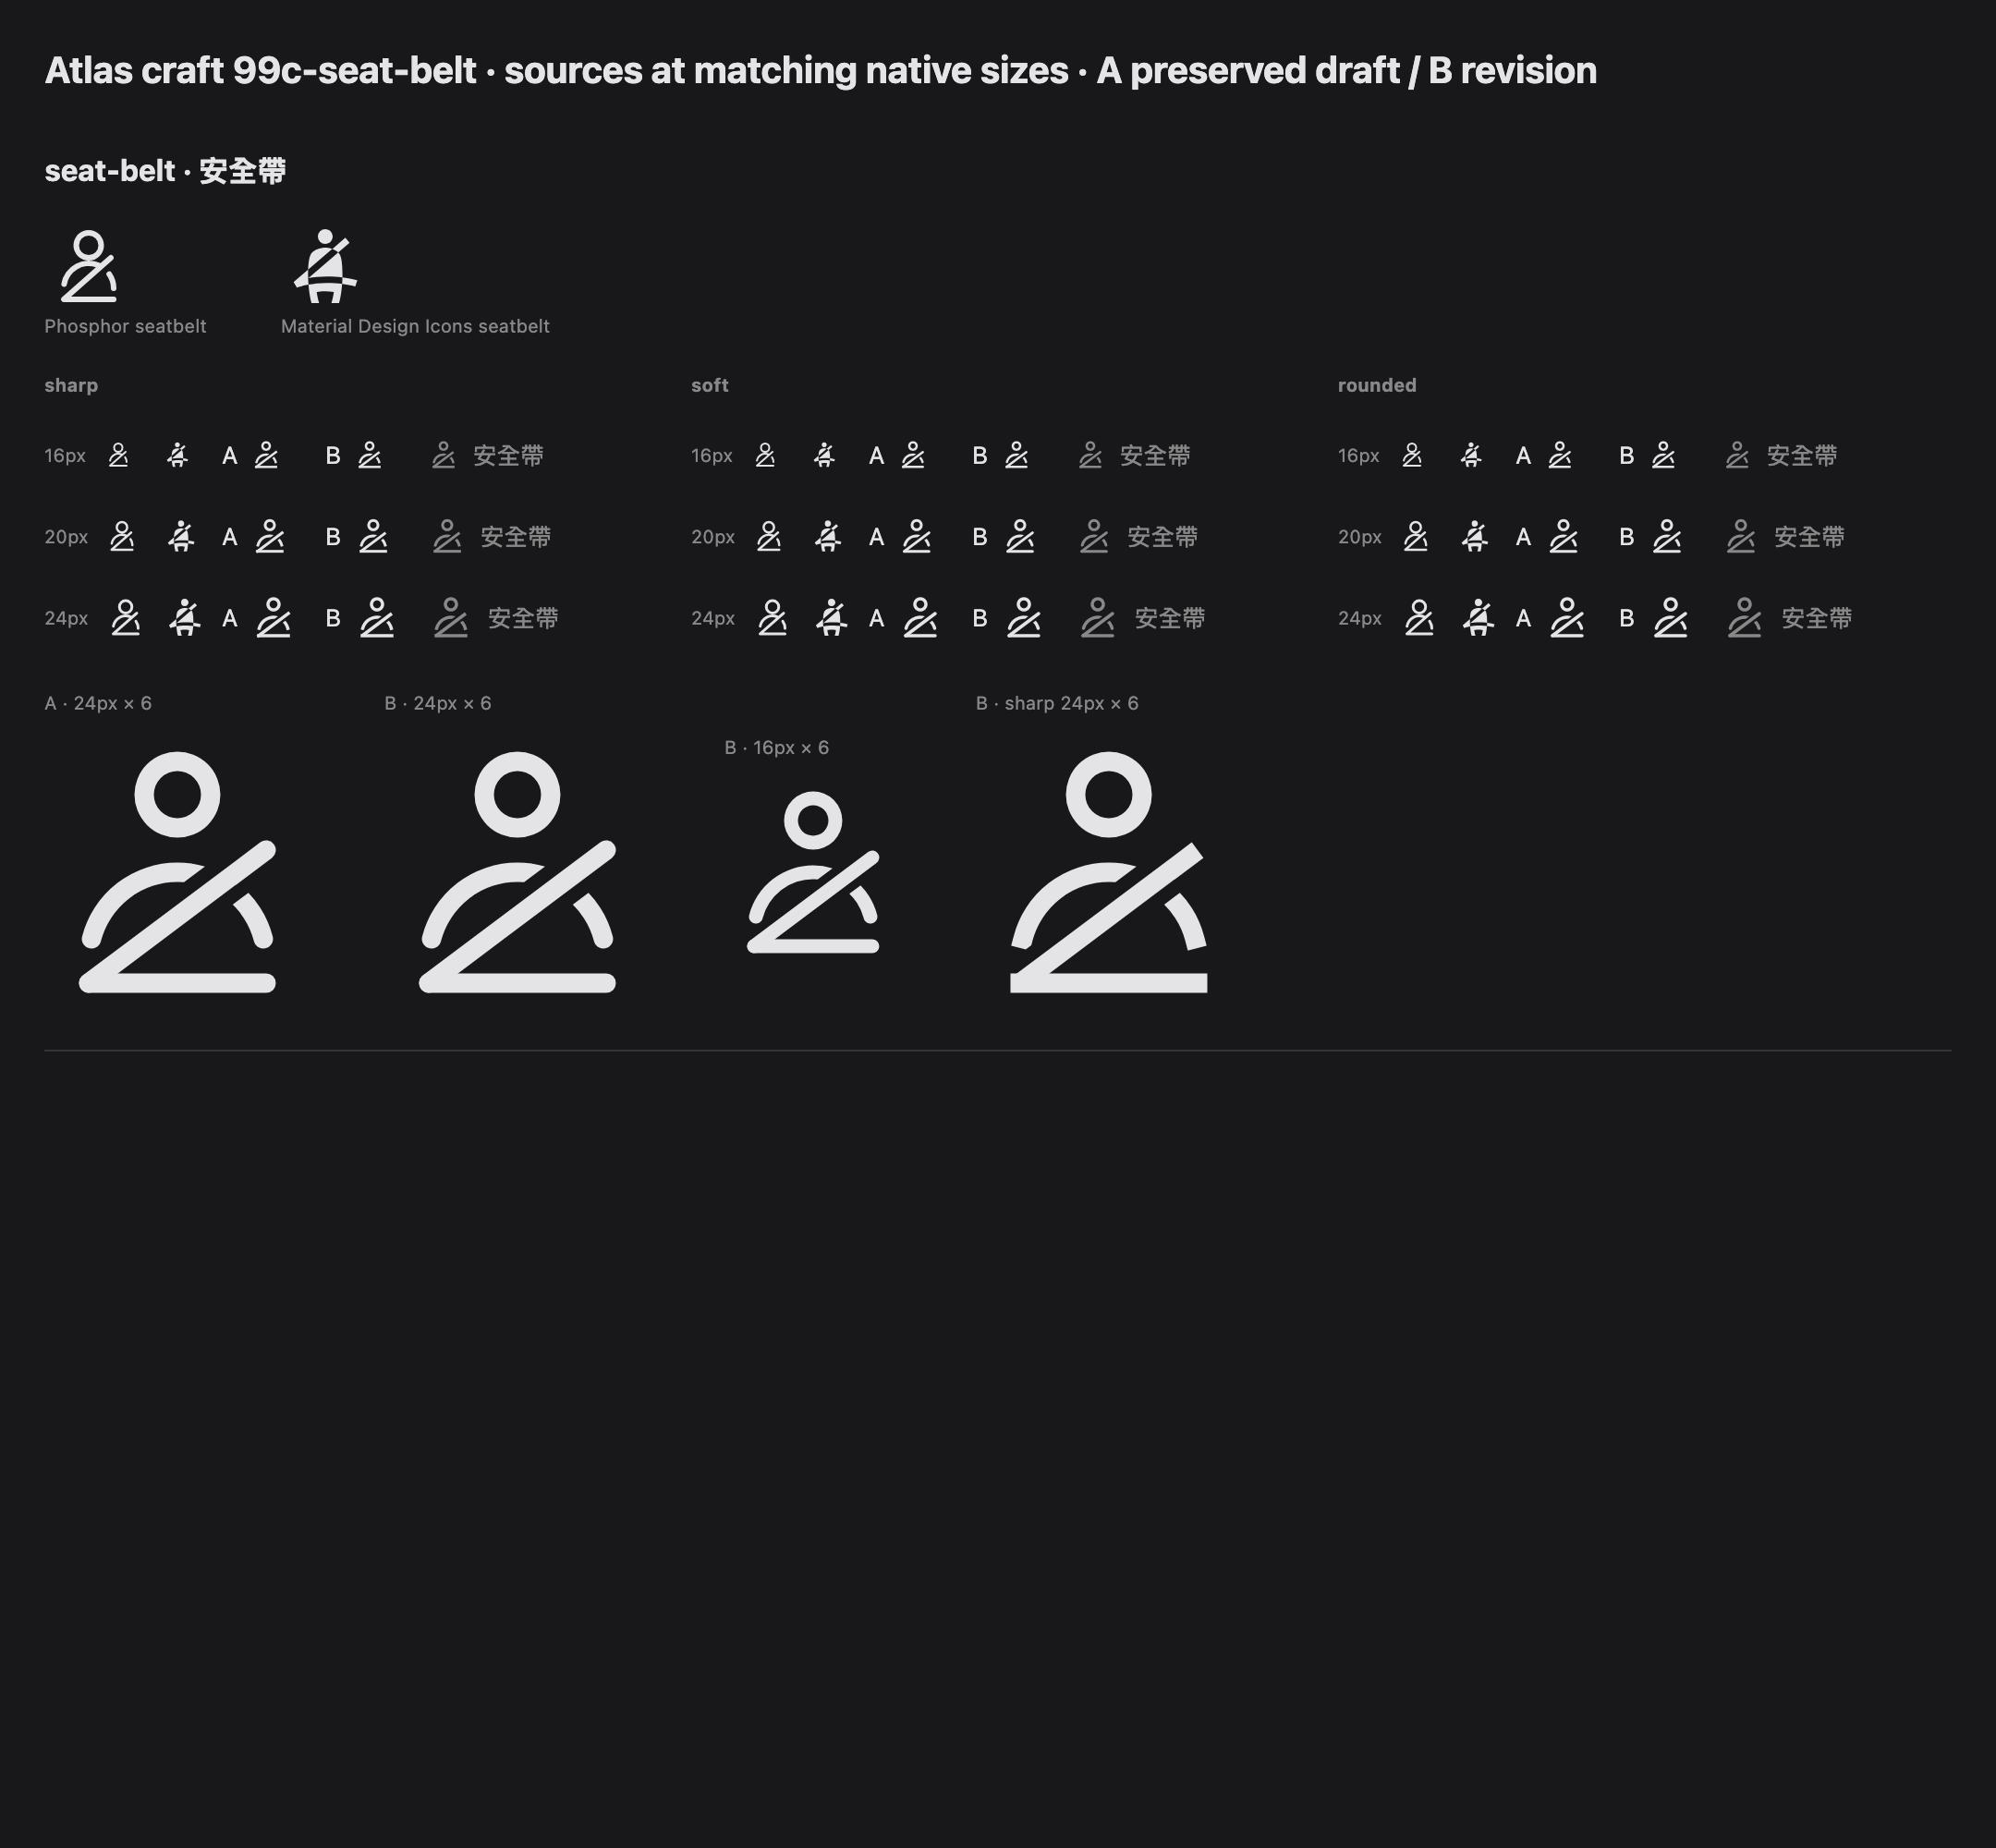 Atlas craft 99c-seat-belt · sources at matching native sizes · A preserved draft / B revision
seat-belt · 安全帶
Phosphor seatbelt
Material Design Icons seatbelt
sharp
soft
rounded
16px A B 安全帶
16px A B 安全帶
16px A B 安全帶
20px A B 安全帶
20px A B 安全帶
20px A B 安全帶
24px A B 安全帶
24px A B 安全帶
24px A B 安全帶
A · 24px × 6
B · 24px × 6
B · 16px × 6
B · sharp 24px × 6